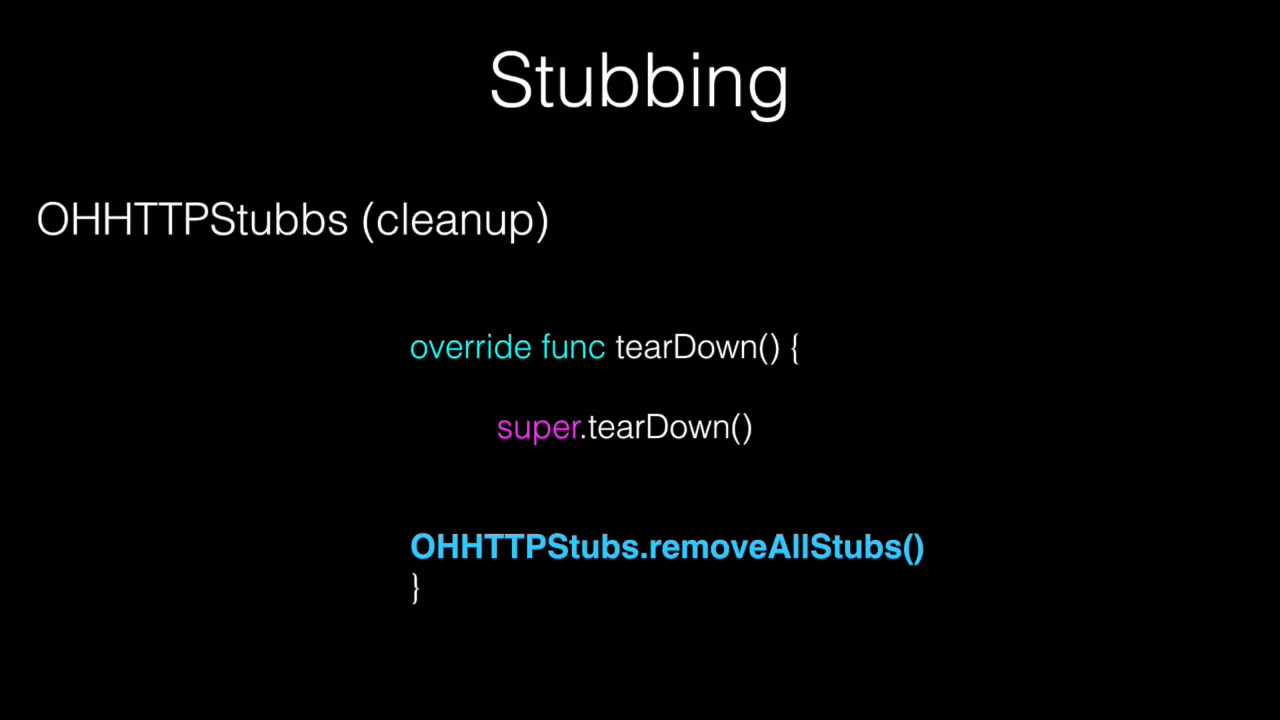 Stubbing
OHHTTPStubbs (cleanup)
override func tearDown() {
super.tearDown()
OHHTTPStubs.removeAllStubs()
}